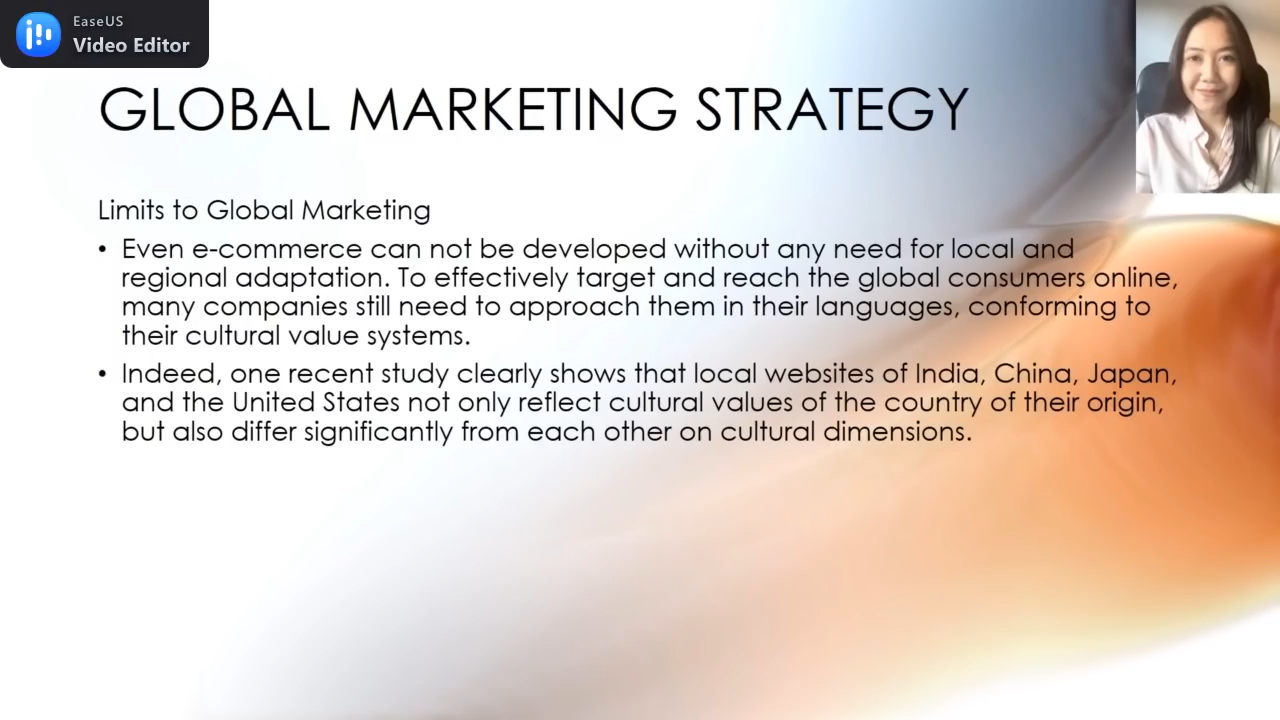 EaseUS
Video Editor
GLOBAL MARKETING STRATEGY
Limits to Global Marketing
• Even e-commerce can not be developed without any need for local and
regional adaptation. To effectively target and reach the global consumers online,
many companies still need to approach them in their languages, conforming to
their cultural value systems.
• Indeed, one recent study clearly shows that local websites of India, China, Japan,
and the United States not only reflect cultural values of the country of their origin,
but also differ significantly from each other on cultural dimensions.